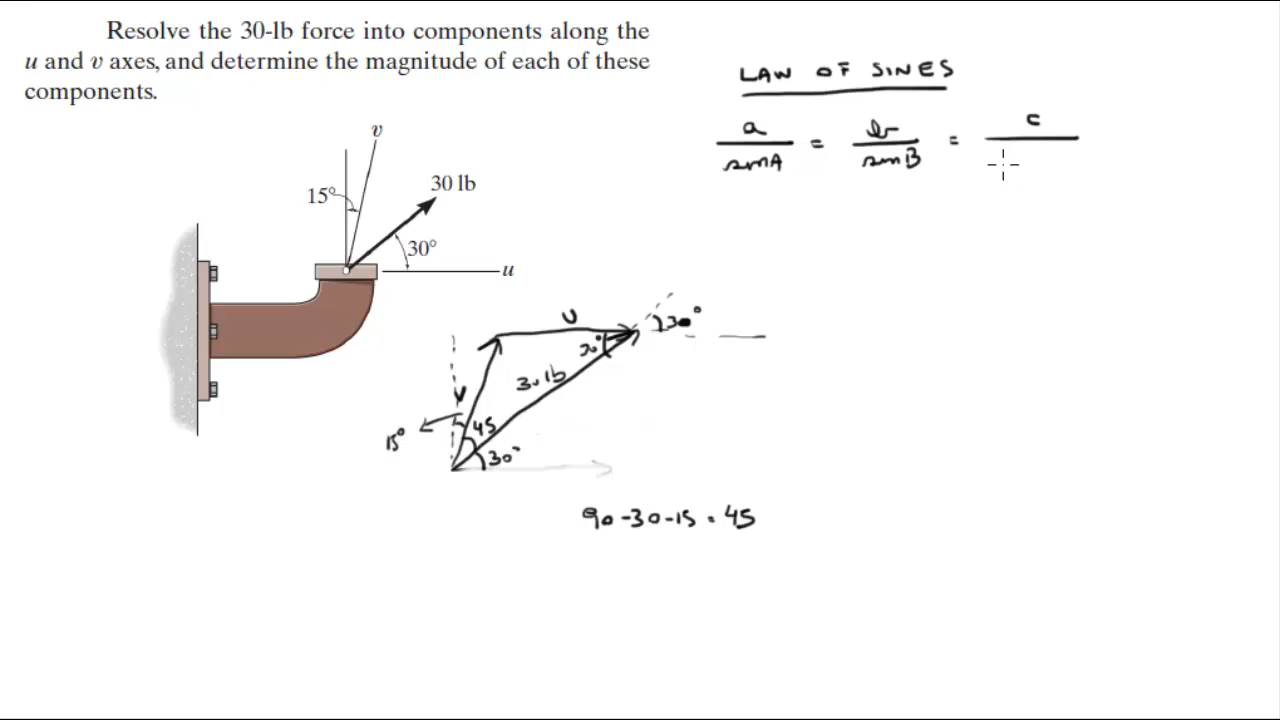 Resolve the 30-lb force into components along the
u and v axes, and determine the magnitude of each of these
components.
LAW OF SINES
a / sinA = b / sinB = c
v
15°
30 lb
30°
u
U
30°
30°
30 lb
V
45
15°
30°
90-30-15 = 45